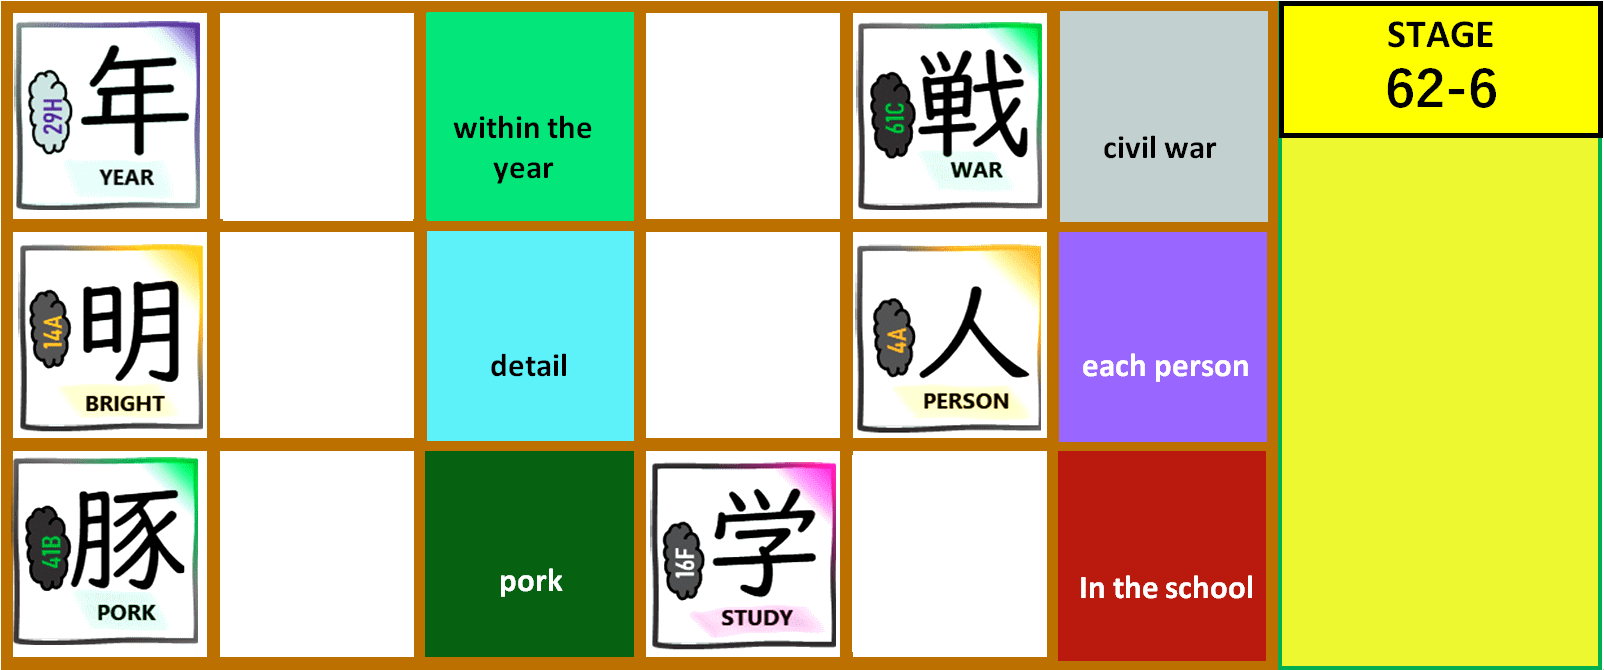 年
29H
YEAR
within the
year
戦
61C
WAR
civil war
STAGE
62-6
明
14A
BRIGHT
detail
人
4A
PERSON
each person
豚
41B
PORK
pork
学
16F
STUDY
In the school